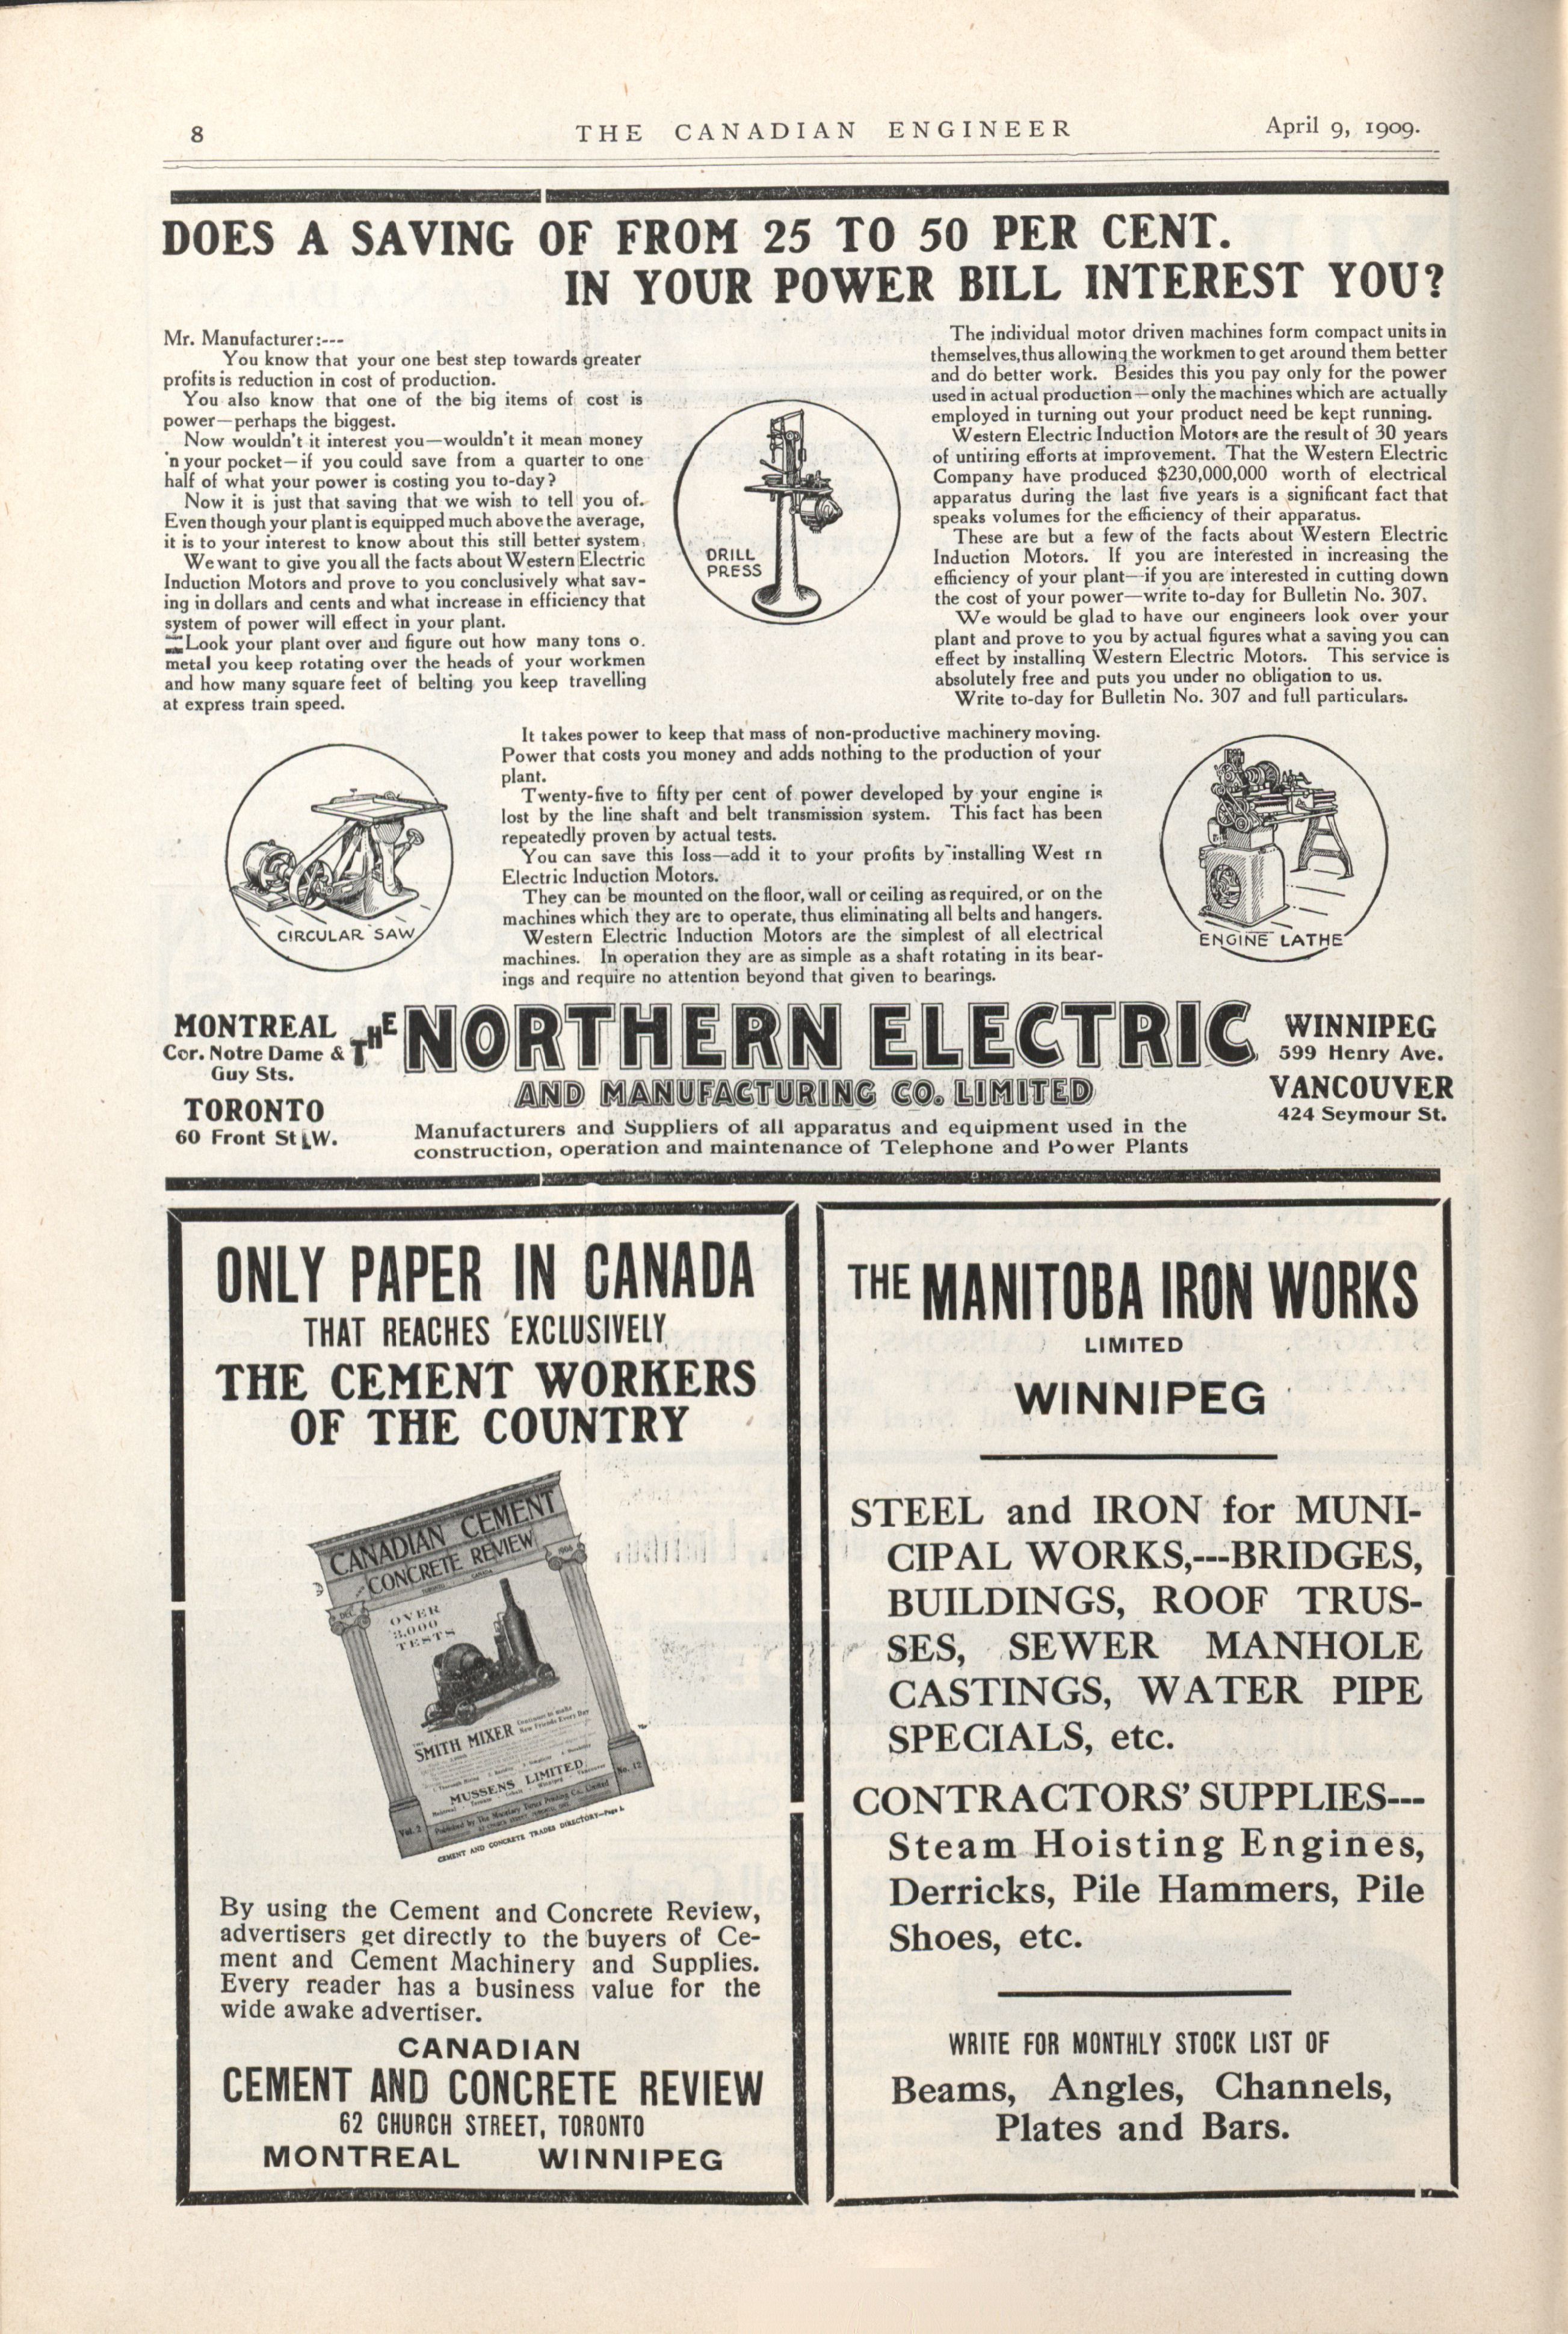 8
THE CANADIAN ENGINEER
April 9, 1909.
DOES A SAVING OF FROM 25 TO 50 PER CENT.
IN YOUR POWER BILL INTEREST YOU?
Mr. Manufacturer:---
You know that your one best step towards greater
profits is reduction in cost of production.
You also know that one of the big items of cost is
power—perhaps the biggest.
Now wouldn't it interest you—wouldn't it mean money
'n your pocket—if you could save from a quarter to one
half of what your power is costing you to-day?
Now it is just that saving that we wish to tell you of.
Even though your plant is equipped much above the average,
it is to your interest to know about this still better system.
We want to give you all the facts about Western Electric
Induction Motors and prove to you conclusively what sav-
ing in dollars and cents and what increase in efficiency that
system of power will effect in your plant.
Look your plant over and figure out how many tons o.
metal you keep rotating over the heads of your workmen
and how many square feet of belting you keep travelling
at express train speed.
DRILL
PRESS
The individual motor driven machines form compact units in
themselves, thus allowing the workmen to get around them better
and do better work. Besides this you pay only for the power
used in actual production—only the machines which are actually
employed in turning out your product need be kept running.
Western Electric Induction Motors are the result of 30 years
of untiring efforts at improvement. That the Western Electric
Company have produced $230,000,000 worth of electrical
apparatus during the last five years is a significant fact that
speaks volumes for the efficiency of their apparatus.
These are but a few of the facts about Western Electric
Induction Motors. If you are interested in increasing the
efficiency of your plant—if you are interested in cutting down
the cost of your power—write to-day for Bulletin No. 307.
We would be glad to have our engineers look over your
plant and prove to you by actual figures what a saving you can
effect by installing Western Electric Motors. This service is
absolutely free and puts you under no obligation to us.
Write to-day for Bulletin No. 307 and full particulars.
CIRCULAR SAW
It takes power to keep that mass of non-productive machinery moving.
Power that costs you money and adds nothing to the production of your
plant.
Twenty-five to fifty per cent of power developed by your engine is
lost by the line shaft and belt transmission system. This fact has been
repeatedly proven by actual tests.
You can save this loss—add it to your profits by installing West rn
Electric Induction Motors.
They can be mounted on the floor, wall or ceiling as required, or on the
machines which they are to operate, thus eliminating all belts and hangers.
Western Electric Induction Motors are the simplest of all electrical
machines. In operation they are as simple as a shaft rotating in its bear-
ings and require no attention beyond that given to bearings.
ENGINE LATHE
MONTREAL
Cor. Notre Dame &
Guy Sts.
TORONTO
60 Front St. W.
THE NORTHERN ELECTRIC
AND MANUFACTURING CO. LIMITED
Manufacturers and Suppliers of all apparatus and equipment used in the
construction, operation and maintenance of Telephone and Power Plants
WINNIPEG
599 Henry Ave.
VANCOUVER
424 Seymour St.
ONLY PAPER IN CANADA
THAT REACHES EXCLUSIVELY
THE CEMENT WORKERS
OF THE COUNTRY
CANADIAN CEMENT
AND CONCRETE REVIEW
TORONTO CANADA
DEC. 1908
OVER
3,000
TESTS
THE
SMITH MIXER Continues to make
New Friends Every Day
MUSSENS LIMITED
Vol. 2
Published by The Monetary Times Printing Co., Limited
No. 12
CEMENT AND CONCRETE TRADES DIRECTORY—Page 1.
By using the Cement and Concrete Review,
advertisers get directly to the buyers of Ce-
ment and Cement Machinery and Supplies.
Every reader has a business value for the
wide awake advertiser.
CANADIAN
CEMENT AND CONCRETE REVIEW
62 CHURCH STREET, TORONTO
MONTREAL WINNIPEG
THE MANITOBA IRON WORKS
LIMITED
WINNIPEG
STEEL and IRON for MUNI-
CIPAL WORKS,---BRIDGES,
BUILDINGS, ROOF TRUS-
SES, SEWER MANHOLE
CASTINGS, WATER PIPE
SPECIALS, etc.
CONTRACTORS' SUPPLIES---
Steam Hoisting Engines,
Derricks, Pile Hammers, Pile
Shoes, etc.
WRITE FOR MONTHLY STOCK LIST OF
Beams, Angles, Channels,
Plates and Bars.